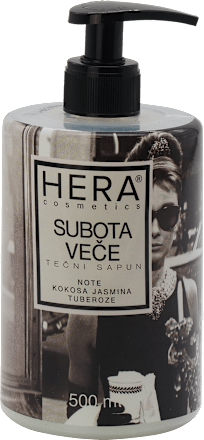 HERA®
cosmetics
SUBOTA
VEČE
TEČNI SAPUN
NOTE
KOKOSA JASMINA
TUBEROZE
500 ml